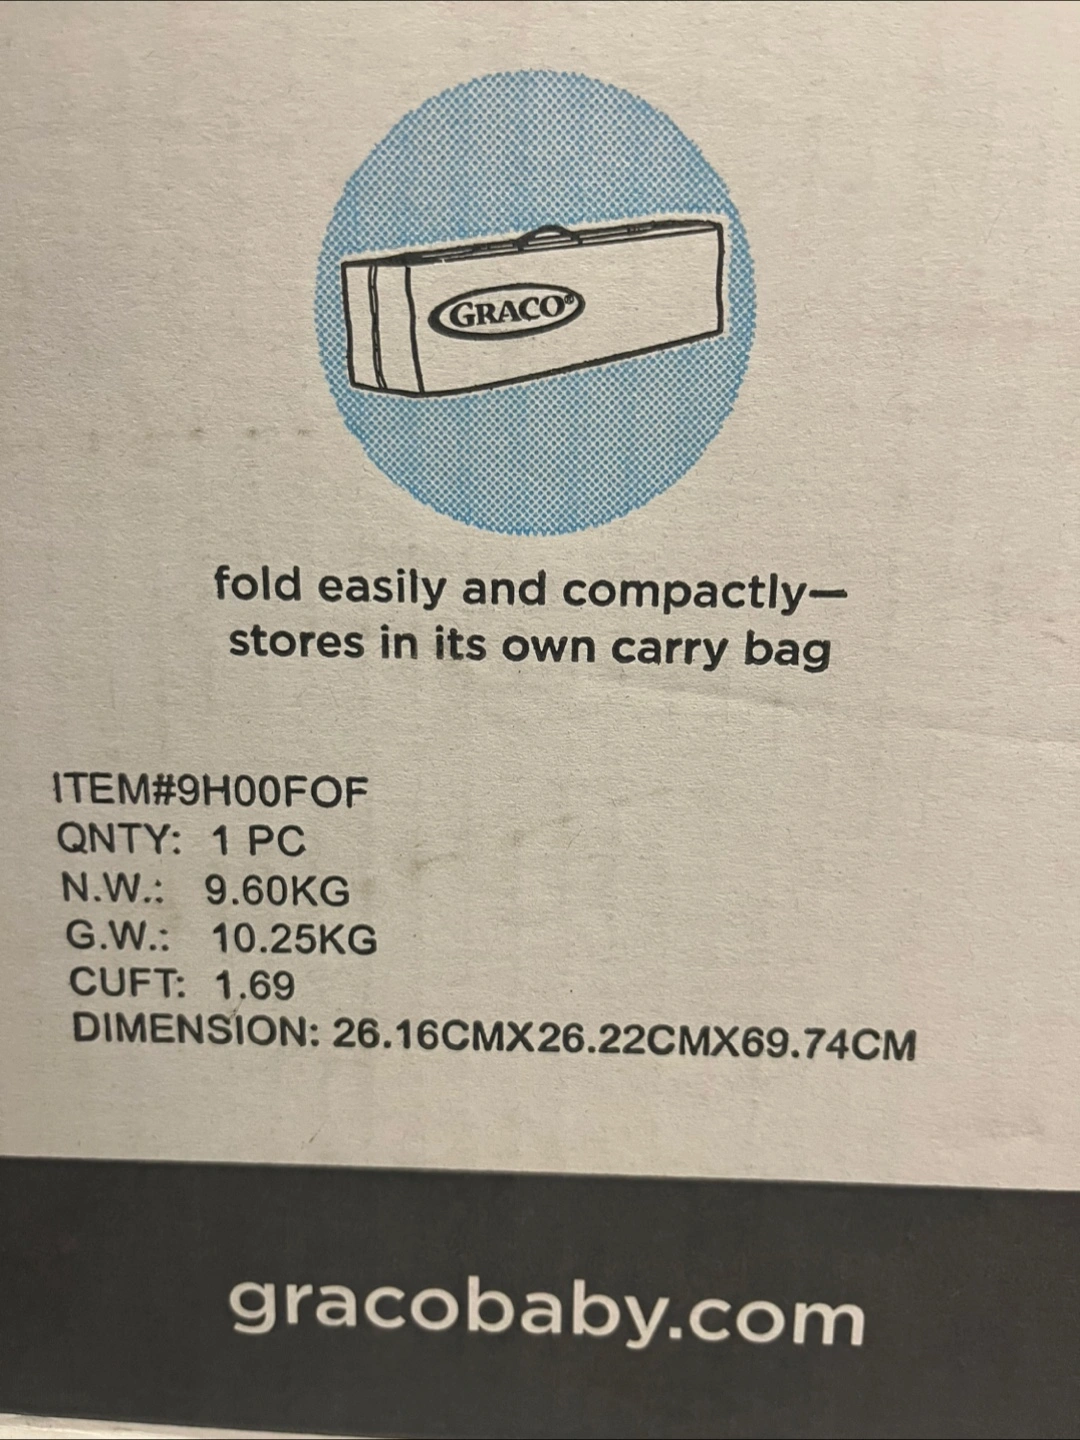 GRACO®
fold easily and compactly—
stores in its own carry bag
ITEM#9H00FOF
QNTY: 1 PC
N.W.: 9.60KG
G.W.: 10.25KG
CUFT: 1.69
DIMENSION: 26.16CMX26.22CMX69.74CM
gracobaby.com